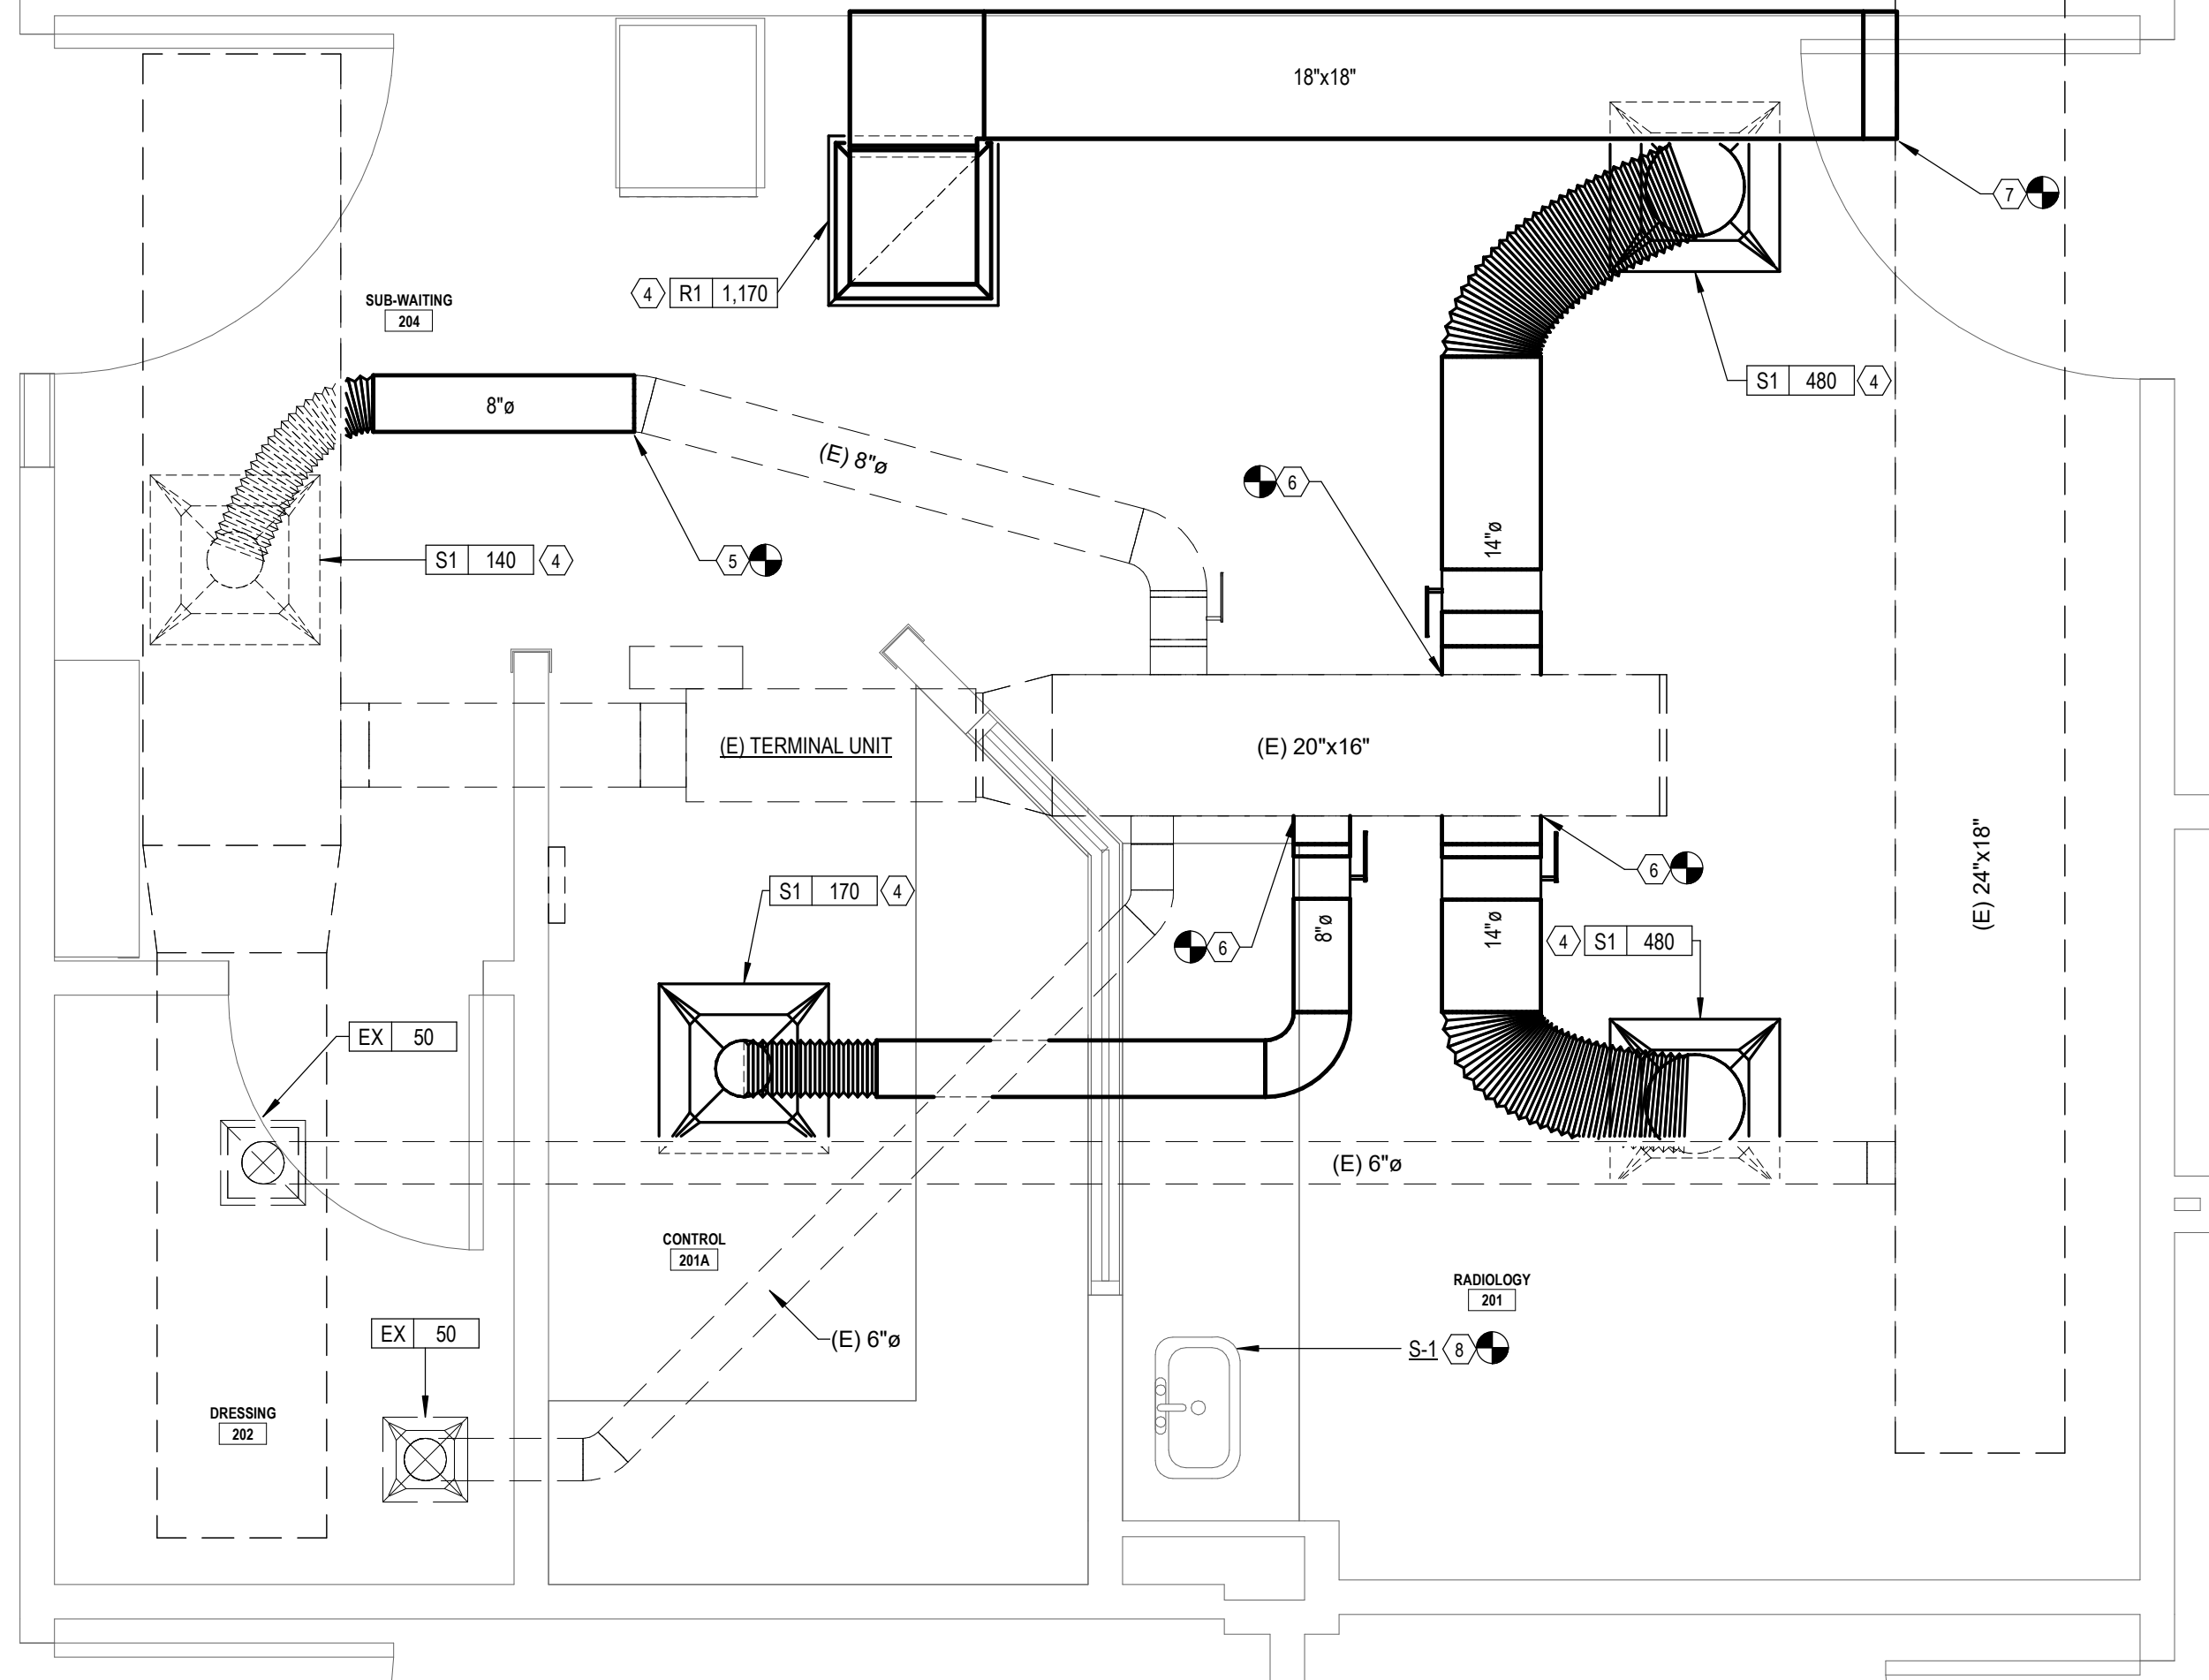 18"x18"
7
4 R1 1,170
SUB-WAITING
204
S1 480 4
8"ø
(E) 8"ø
6
14"ø
S1 140 4
5
(E) TERMINAL UNIT
(E) 20"x16"
6
(E) 24"x18"
S1 170 4
6
8"ø
14"ø
4 S1 480
EX 50
(E) 6"ø
CONTROL
201A
RADIOLOGY
201
EX 50
(E) 6"ø
S-1 8
DRESSING
202